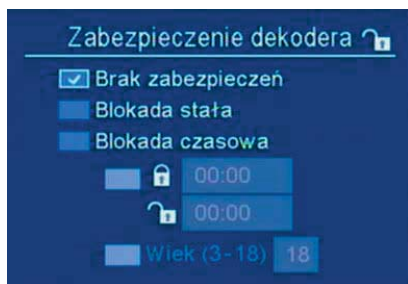 Zabezpieczenie dekodera
Brak zabezpieczeń
Blokada stała
Blokada czasowa
00:00
00:00
Wiek (3-18) 18